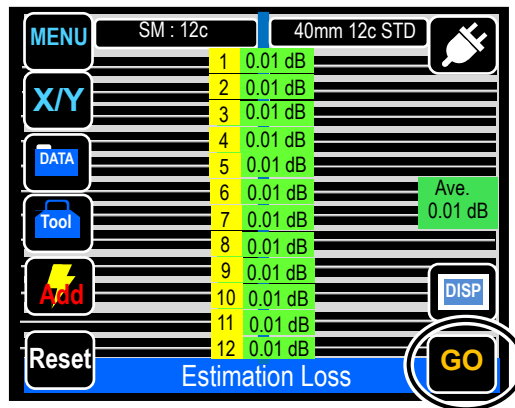 MENU
SM : 12c
40mm 12c STD
X/Y
1 0.01 dB
2 0.01 dB
3 0.01 dB
4 0.01 dB
5 0.01 dB
6 0.01 dB
7 0.01 dB
8 0.01 dB
9 0.01 dB
10 0.01 dB
11 0.01 dB
12 0.01 dB
DATA
Tool
Add
Reset
Ave.
0.01 dB
DISP
GO
Estimation Loss